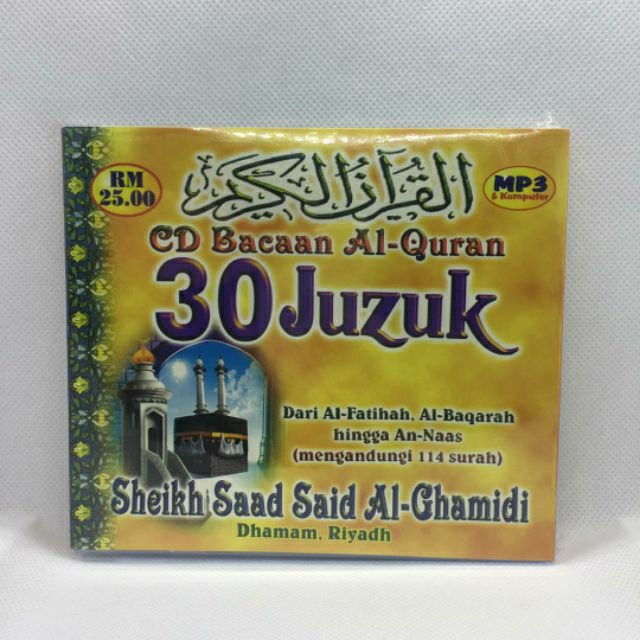 RM
25.00
القرآن الكريم
MP3
& Komputer
CD Bacaan Al-Quran
30 Juzuk
Dari Al-Fatihah, Al-Baqarah
hingga An-Naas
(mengandungi 114 surah)
Sheikh Saad Said Al-Ghamidi
Dhamam, Riyadh